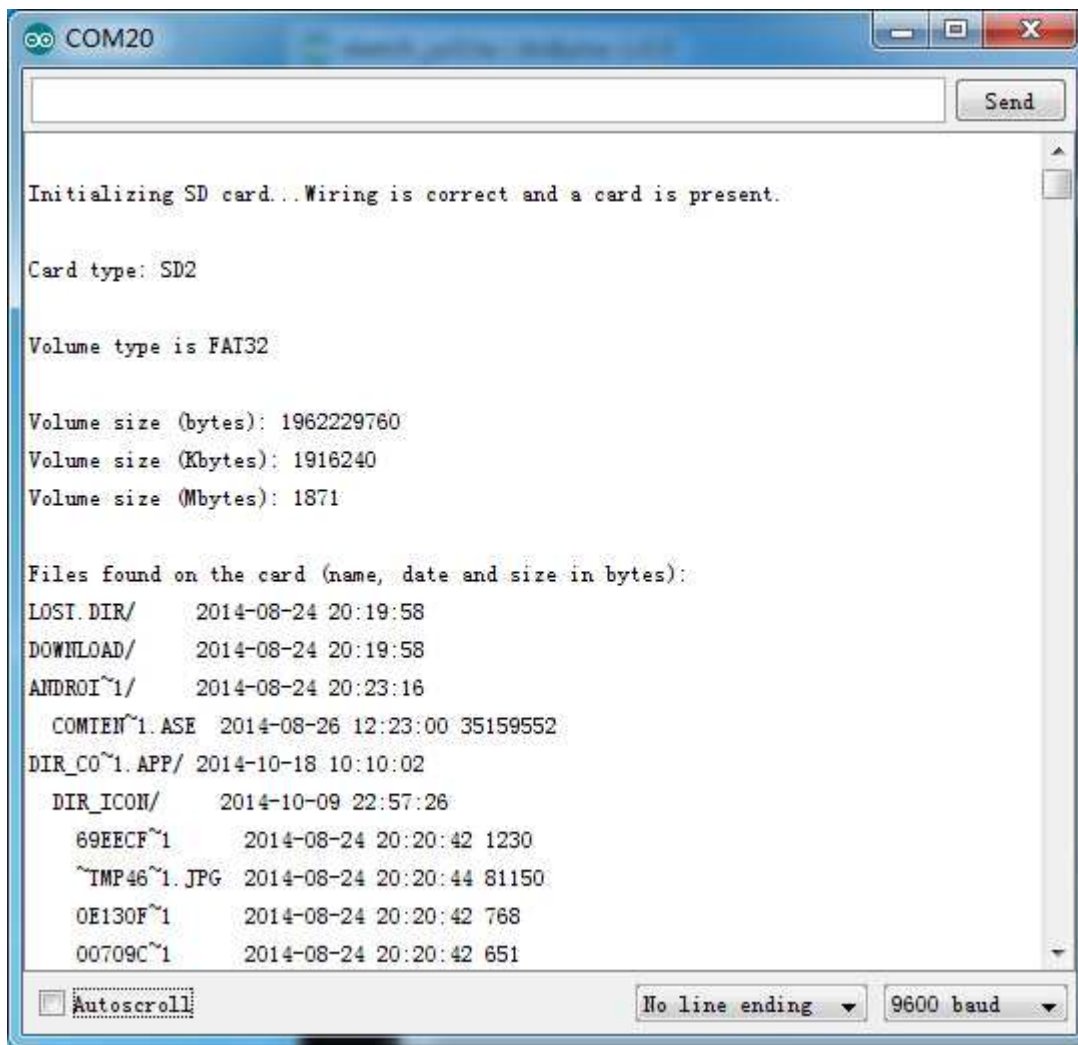 COM20
Send
Initializing SD card...Wiring is correct and a card is present.
Card type: SD2
Volume type is FAT32
Volume size (bytes): 1962229760
Volume size (Kbytes): 1916240
Volume size (Mbytes): 1871
Files found on the card (name, date and size in bytes):
LOST.DIR/ 2014-08-24 20:19:58
DOWNLOAD/ 2014-08-24 20:19:58
ANDROI~1/ 2014-08-24 20:23:16
COMTEN~1.ASE 2014-08-26 12:23:00 35159552
DIR_CO~1.APP/ 2014-10-18 10:10:02
DIR_ICON/ 2014-10-09 22:57:26
69EECF~1 2014-08-24 20:20:42 1230
~TMP46~1.JPG 2014-08-24 20:20:44 81150
0E130F~1 2014-08-24 20:20:42 768
00709C~1 2014-08-24 20:20:42 651
Autoscroll
No line ending
9600 baud